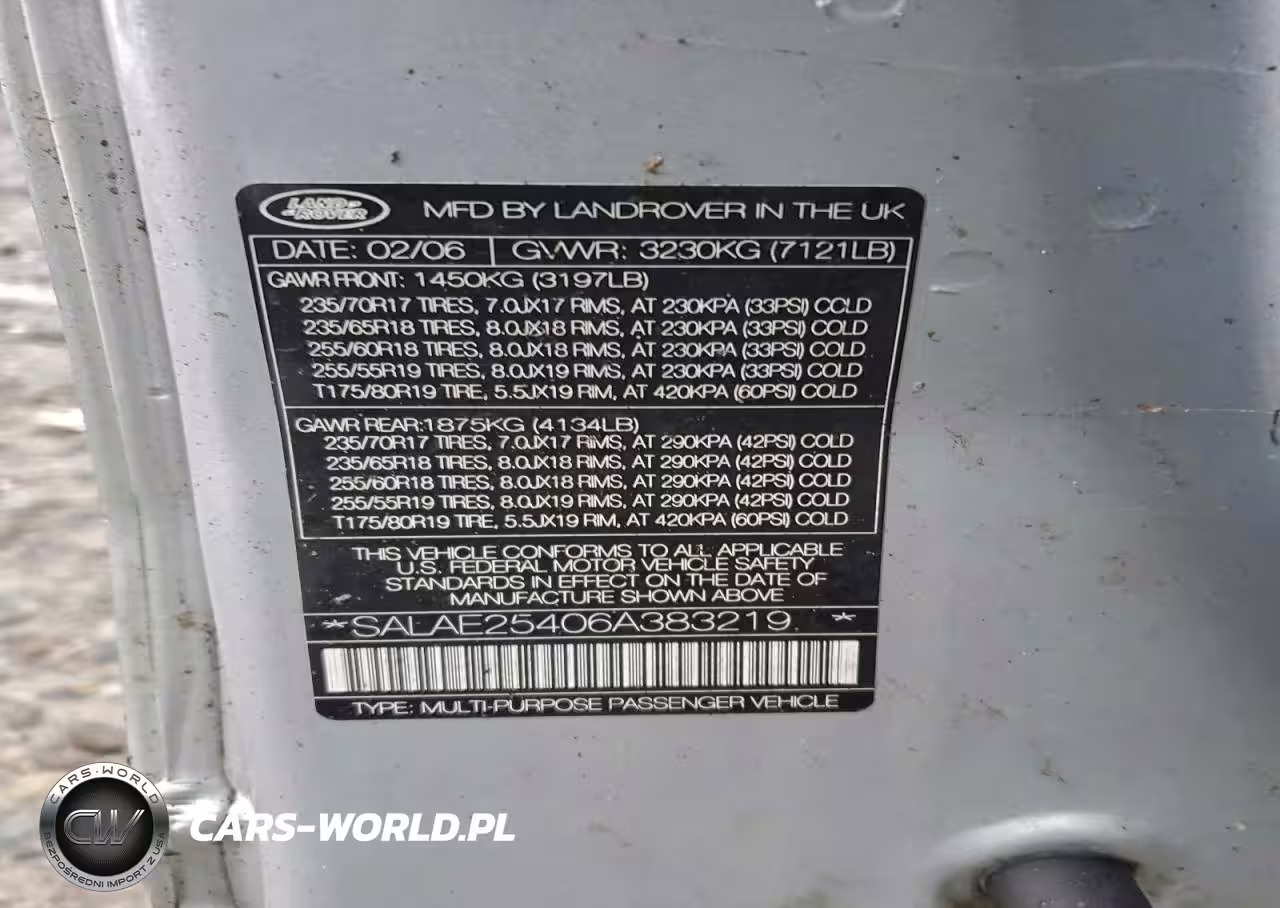 LAND-
-ROVER
MFD BY LANDROVER IN THE UK
DATE: 02/06 GVWR: 3230KG (7121LB)
GAWR FRONT: 1450KG (3197LB)
235/70R17 TIRES, 7.0JX17 RIMS, AT 230KPA (33PSI) COLD
235/65R18 TIRES, 8.0JX18 RIMS, AT 230KPA (33PSI) COLD
255/60R18 TIRES, 8.0JX18 RIMS, AT 230KPA (33PSI) COLD
255/55R19 TIRES, 8.0JX19 RIMS, AT 230KPA (33PSI) COLD
T175/80R19 TIRE, 5.5JX19 RIM, AT 420KPA (60PSI) COLD
GAWR REAR:1875KG (4134LB)
235/70R17 TIRES, 7.0JX17 RIMS, AT 290KPA (42PSI) COLD
235/65R18 TIRES, 8.0JX18 RIMS, AT 290KPA (42PSI) COLD
255/60R18 TIRES, 8.0JX18 RIMS, AT 290KPA (42PSI) COLD
255/55R19 TIRES, 8.0JX19 RIMS, AT 290KPA (42PSI) COLD
T175/80R19 TIRE, 5.5JX19 RIM, AT 420KPA (60PSI) COLD
THIS VEHICLE CONFORMS TO ALL APPLICABLE
U.S. FEDERAL MOTOR VEHICLE SAFETY
STANDARDS IN EFFECT ON THE DATE OF
MANUFACTURE SHOWN ABOVE
*SALAE25406A383219 *
TYPE: MULTI-PURPOSE PASSENGER VEHICLE
CARS-WORLD
CW
BEZPOŚREDNI IMPORT Z USA
CARS-WORLD.PL